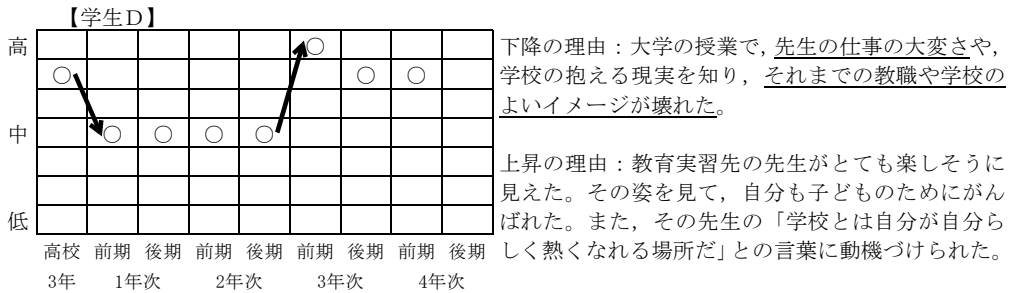 【学生D】
高
中
低
高校 前期 後期 前期 後期 前期 後期 前期 後期
3年 1年次 2年次 3年次 4年次
下降の理由：大学の授業で，先生の仕事の大変さや，
学校の抱える現実を知り，それまでの教職や学校の
よいイメージが壊れた。
上昇の理由：教育実習先の先生がとても楽しそうに
見えた。その姿を見て，自分も子どものためにがん
ばれた。また，その先生の「学校とは自分が自分ら
しく熱くなれる場所だ」との言葉に動機づけられた。